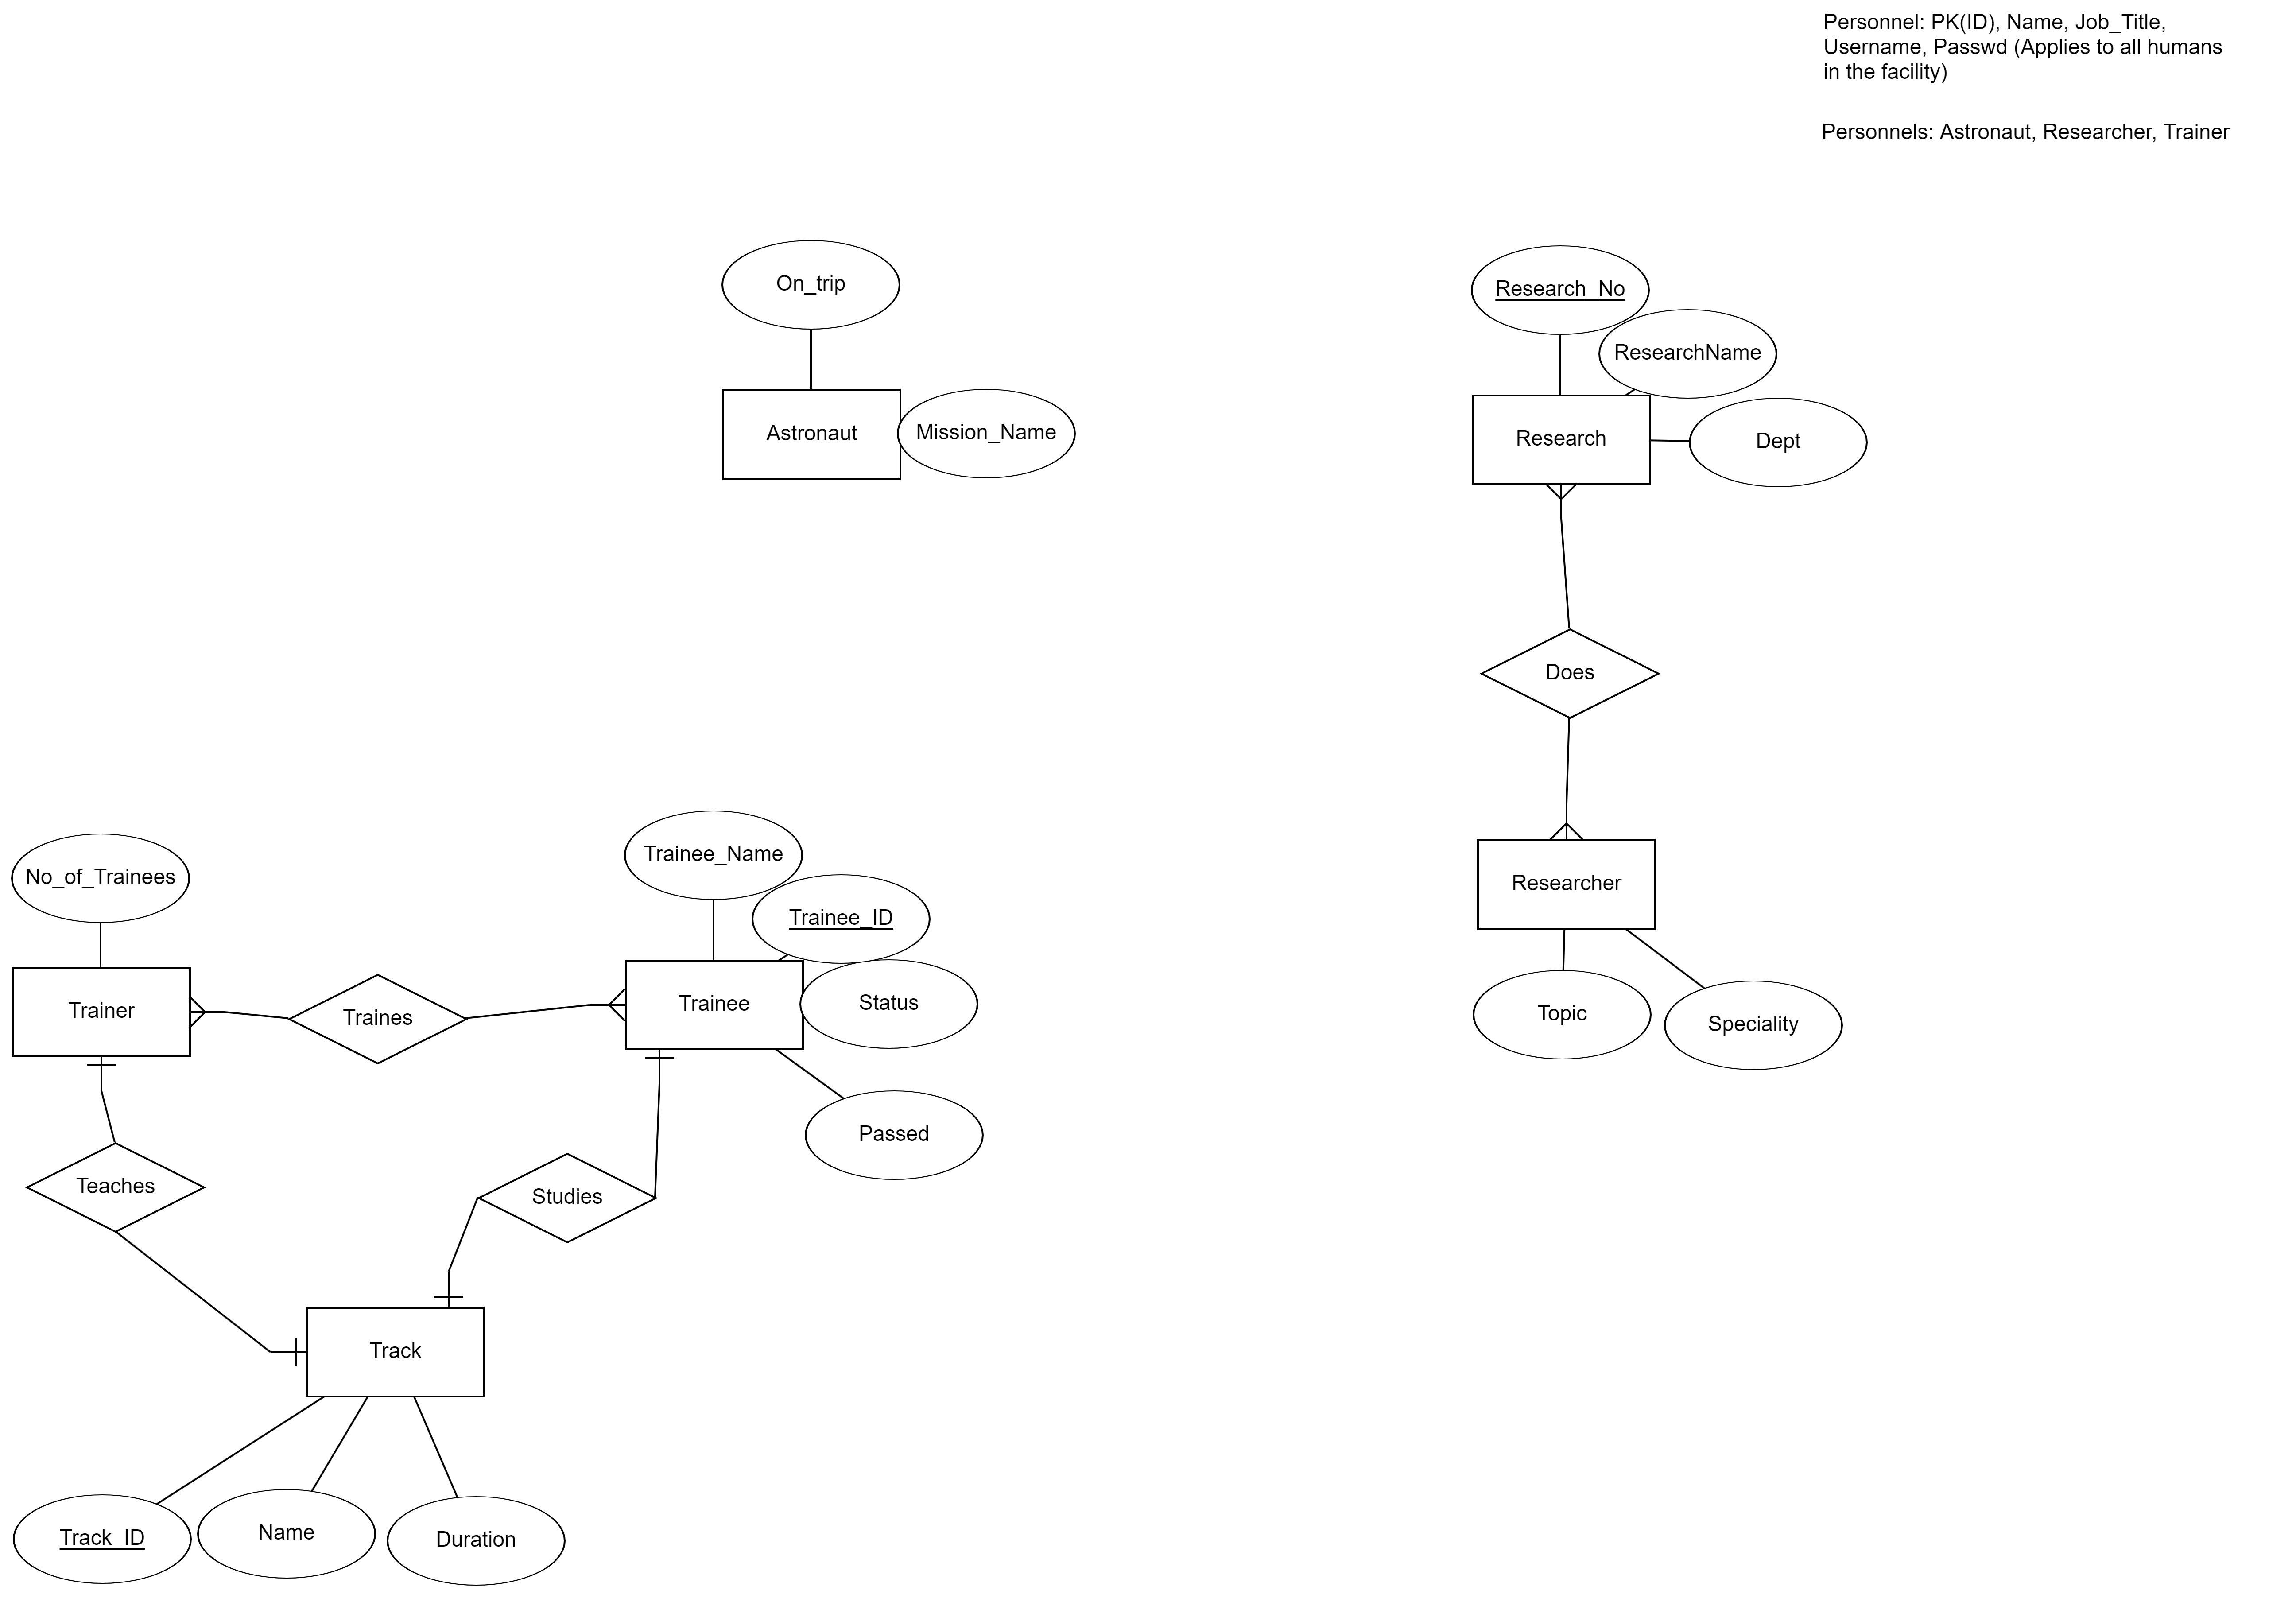 Personnel: PK(ID), Name, Job_Title,
Username, Passwd (Applies to all humans
in the facility)
Personnels: Astronaut, Researcher, Trainer
On_trip
Astronaut
Mission_Name
Research_No
ResearchName
Research
Dept
Does
Researcher
Topic
Speciality
No_of_Trainees
Trainer
Traines
Trainee_Name
Trainee_ID
Trainee
Status
Passed
Teaches
Studies
Track
Track_ID
Name
Duration